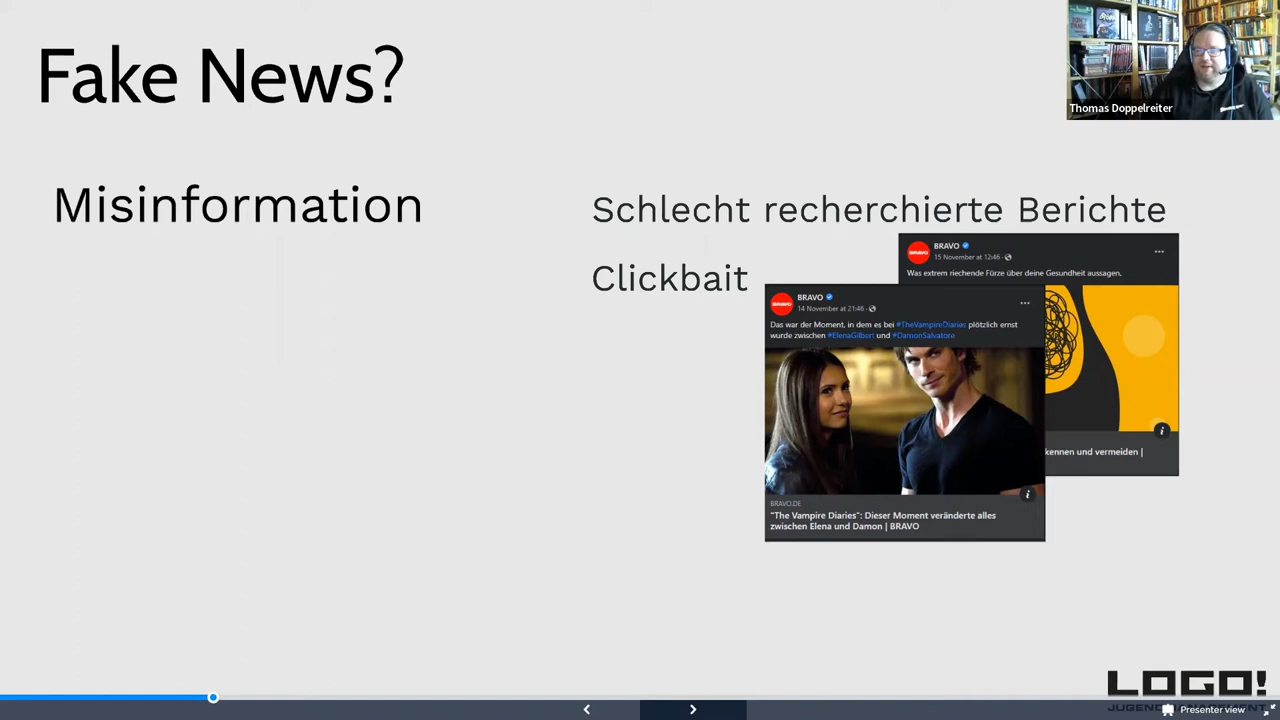 Fake News?
Thomas Doppelreiter
Misinformation
Schlecht recherchierte Berichte
Clickbait
BRAVO
15 November at 12:46
Was extrem riechende Fürze über deine Gesundheit aussagen.
kennen und vermeiden |
BRAVO
14 November at 21:46
Das war der Moment, in dem es bei #TheVampireDiaries plötzlich ernst
wurde zwischen #ElenaGilbert und #DamonSalvatore
BRAVO.DE
"The Vampire Diaries": Dieser Moment veränderte alles
zwischen Elena und Damon | BRAVO
LOGO!
JUGENDMANAGEMENT
Presenter view